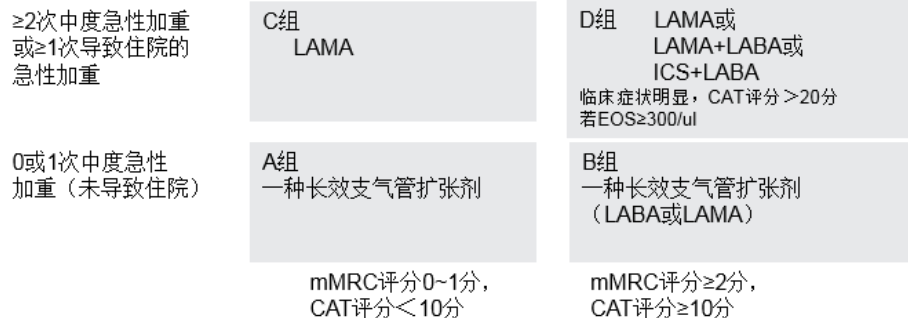 ≥2次中度急性加重
或≥1次导致住院的
急性加重
C组
LAMA
D组 LAMA或
LAMA+LABA或
ICS+LABA
临床症状明显，CAT评分＞20分
若EOS≥300/ul
0或1次中度急性
加重（未导致住院）
A组
一种长效支气管扩张剂
B组
一种长效支气管扩张剂
（LABA或LAMA）
mMRC评分0~1分，
CAT评分＜10分
mMRC评分≥2分，
CAT评分≥10分